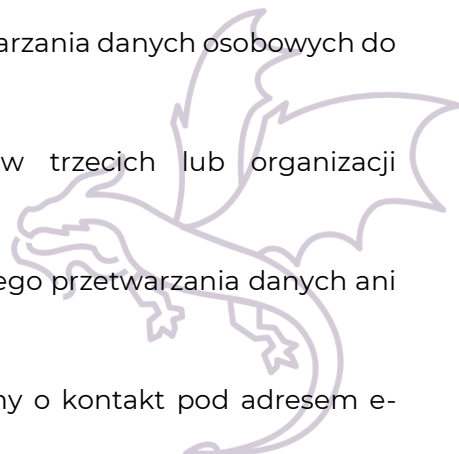 arzania danych osobowych do
w trzecich lub organizacji
ego przetwarzania danych ani
ny o kontakt pod adresem e-